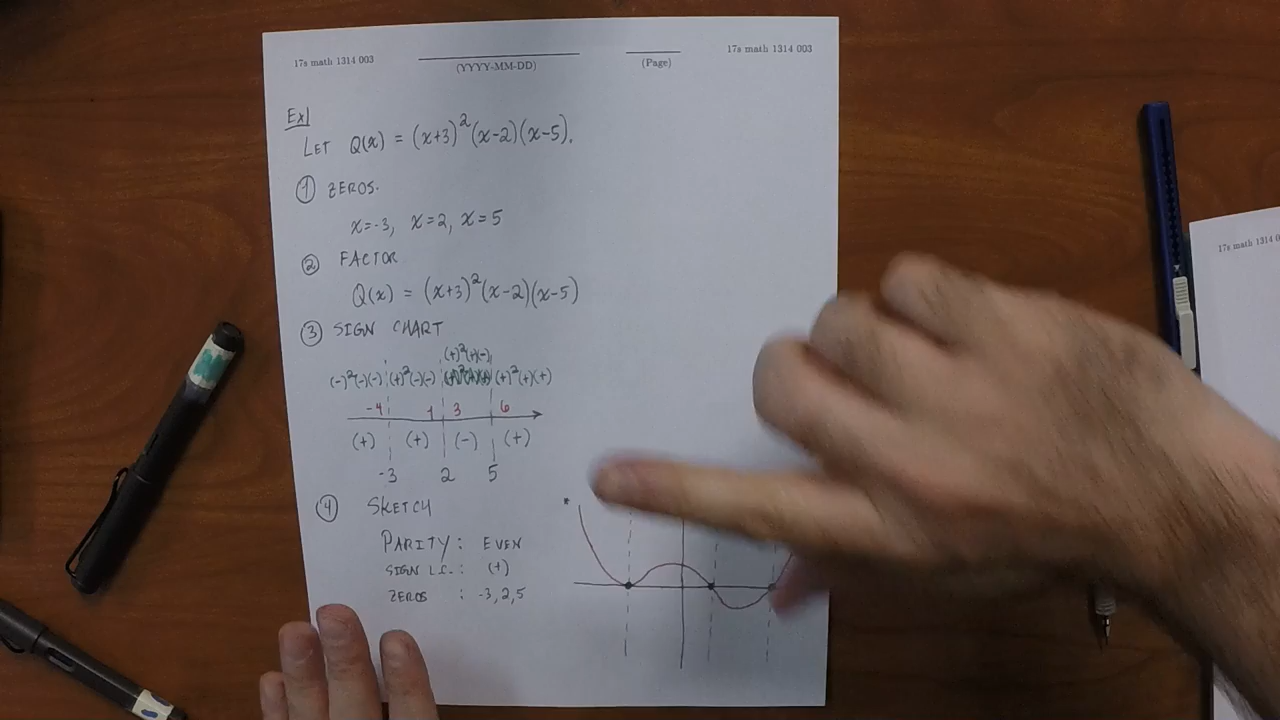 17s math 1314 003
(YYYY-MM-DD)
(Page)
17s math 1314 003
Ex|
LET Q(x) = (x+3)²(x-2)(x-5).
① ZEROS.
x=-3, x=2, x=5
② FACTOR
Q(x) = (x+3)²(x-2)(x-5)
③ SIGN CHART
(+)²(+)(-)
(-)²(-)(-) (+)²(-)(-) (+)²(+)(+)
-4 1 3 6
(+) (+) (-) (+)
-3 2 5
④ SKETCH
PARITY: EVEN
SIGN L.C.: (+)
ZEROS : -3,2,5
17s math 1314 0